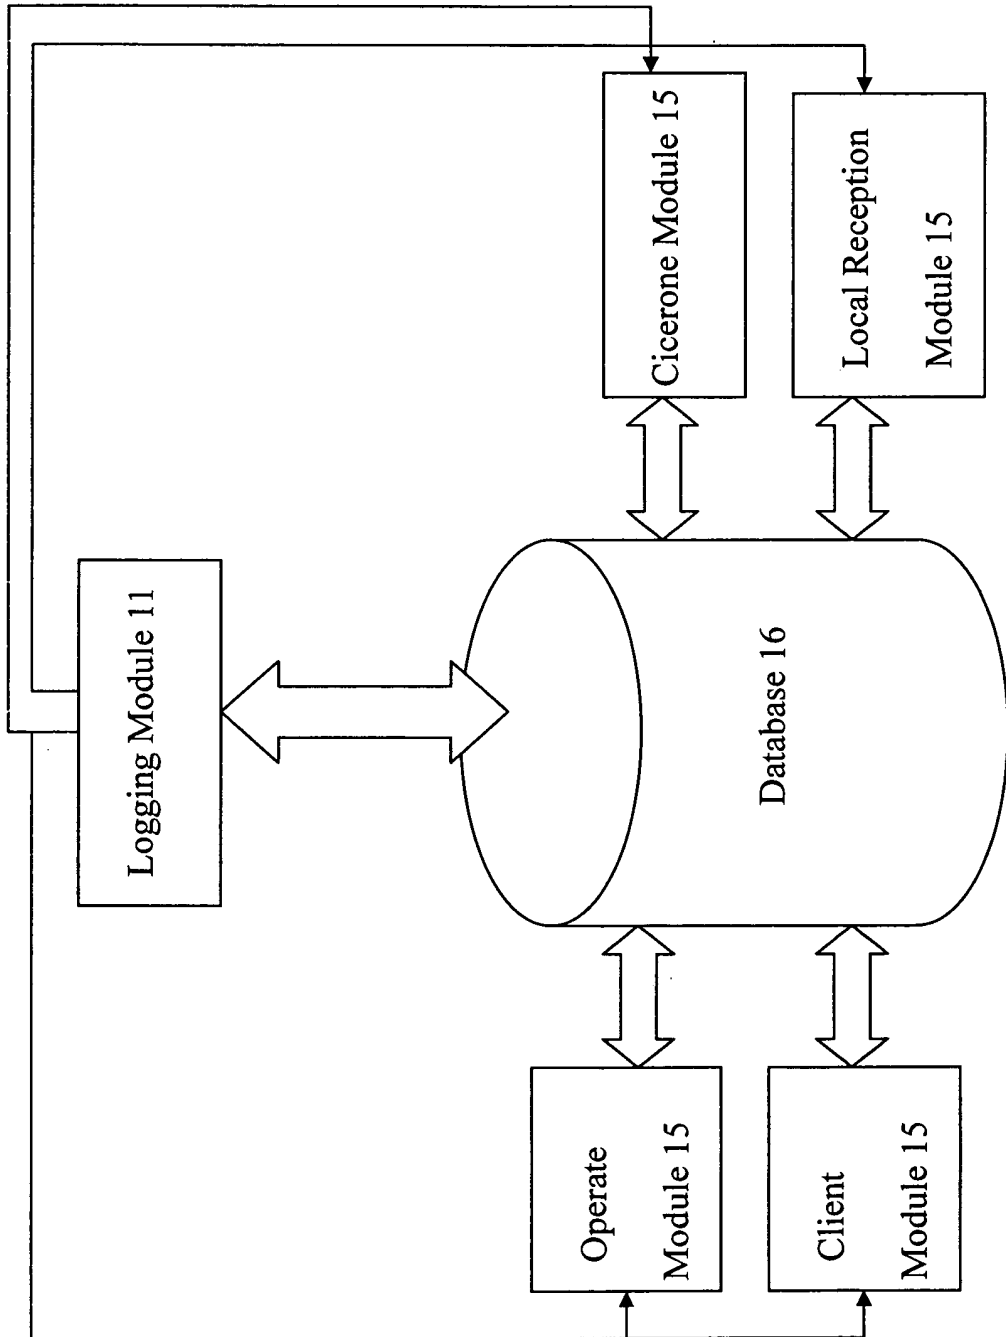 Logging Module 11
Operate
Module 15
Client
Module 15
Database 16
Cicerone Module 15
Local Reception
Module 15